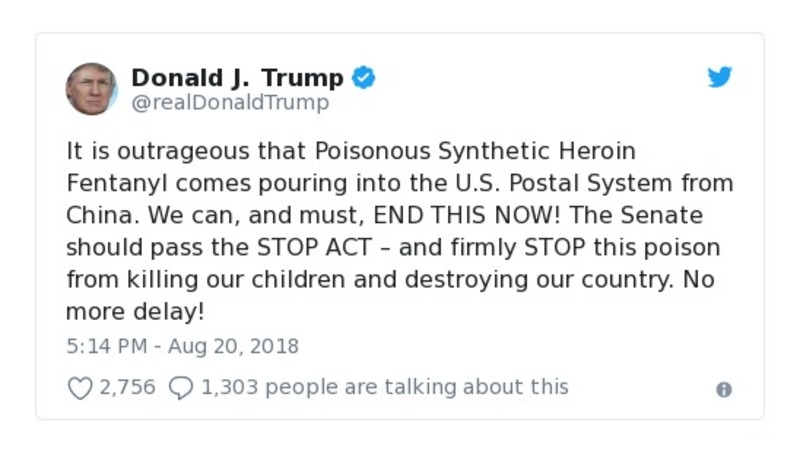 Donald J. Trump
@realDonaldTrump
It is outrageous that Poisonous Synthetic Heroin
Fentanyl comes pouring into the U.S. Postal System from
China. We can, and must, END THIS NOW! The Senate
should pass the STOP ACT – and firmly STOP this poison
from killing our children and destroying our country. No
more delay!
5:14 PM - Aug 20, 2018
2,756 1,303 people are talking about this